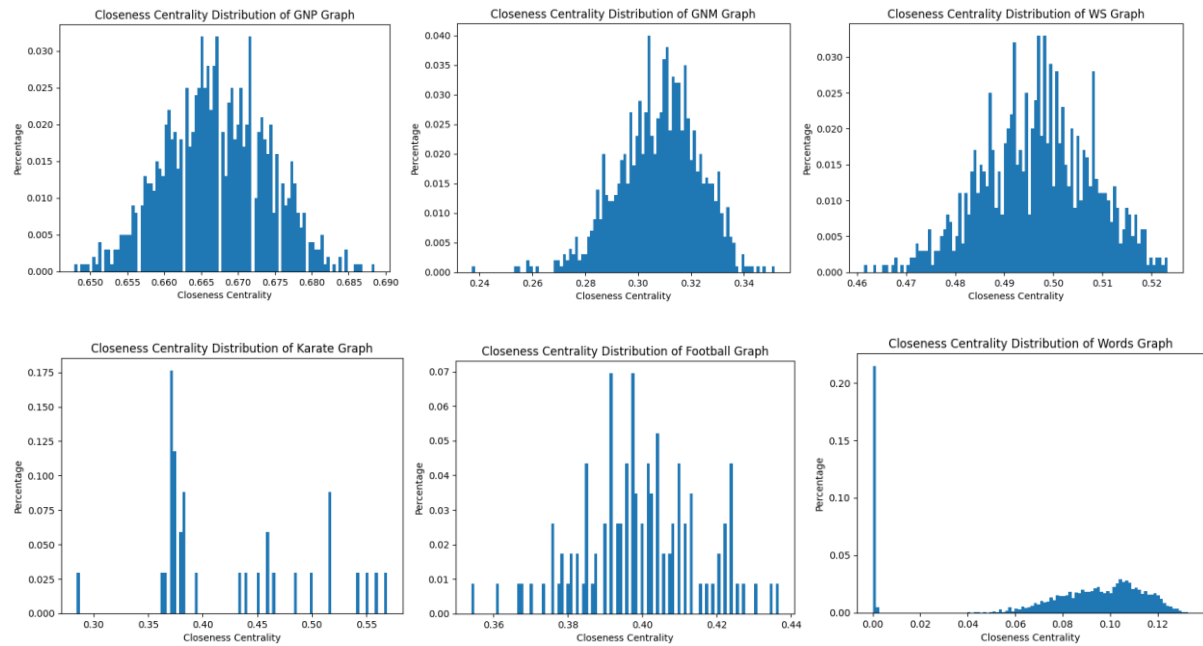 Closeness Centrality Distribution of GNP Graph
Percentage
0.030
0.025
0.020
0.015
0.010
0.005
0.000
0.650 0.655 0.660 0.665 0.670 0.675 0.680 0.685 0.690
Closeness Centrality
Closeness Centrality Distribution of GNM Graph
Percentage
0.040
0.035
0.030
0.025
0.020
0.015
0.010
0.005
0.000
0.24 0.26 0.28 0.30 0.32 0.34
Closeness Centrality
Closeness Centrality Distribution of WS Graph
Percentage
0.030
0.025
0.020
0.015
0.010
0.005
0.000
0.46 0.47 0.48 0.49 0.50 0.51 0.52
Closeness Centrality
Closeness Centrality Distribution of Karate Graph
Percentage
0.175
0.150
0.125
0.100
0.075
0.050
0.025
0.000
0.30 0.35 0.40 0.45 0.50 0.55
Closeness Centrality
Closeness Centrality Distribution of Football Graph
Percentage
0.07
0.06
0.05
0.04
0.03
0.02
0.01
0.00
0.36 0.38 0.40 0.42 0.44
Closeness Centrality
Closeness Centrality Distribution of Words Graph
Percentage
0.20
0.15
0.10
0.05
0.00
0.00 0.02 0.04 0.06 0.08 0.10 0.12
Closeness Centrality